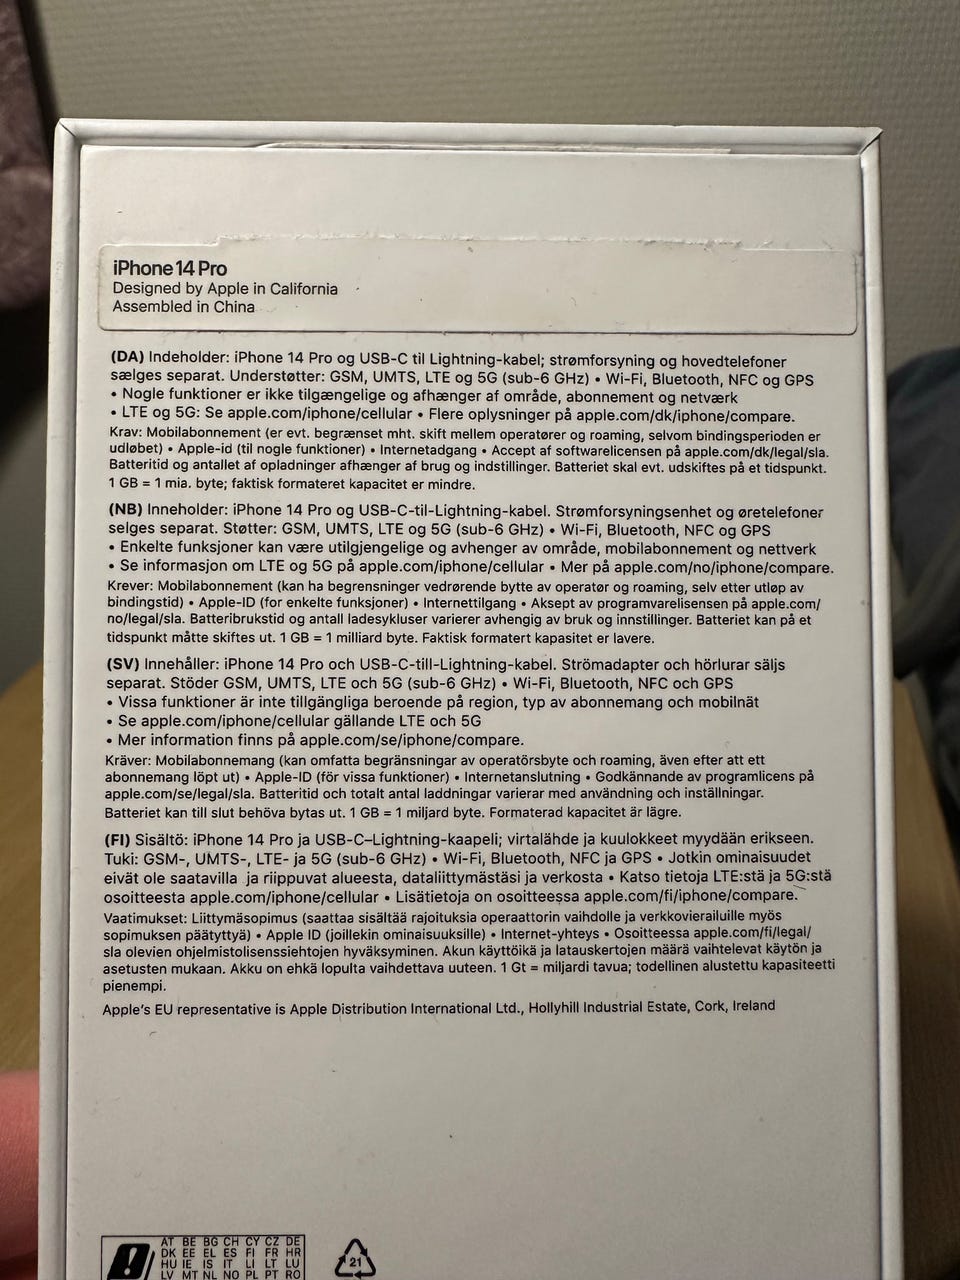 iPhone 14 Pro
Designed by Apple in California
Assembled in China
(DA) Indeholder: iPhone 14 Pro og USB-C til Lightning-kabel; strømforsyning og hovedtelefoner
sælges separat. Understøtter: GSM, UMTS, LTE og 5G (sub-6 GHz) • Wi-Fi, Bluetooth, NFC og GPS
• Nogle funktioner er ikke tilgængelige og afhænger af område, abonnement og netværk
• LTE og 5G: Se apple.com/iphone/cellular • Flere oplysninger på apple.com/dk/iphone/compare.
Krav: Mobilabonnement (er evt. begrænset mht. skift mellem operatører og roaming, selvom bindingsperioden er
udløbet) • Apple-id (til nogle funktioner) • Internetadgang • Accept af softwarelicensen på apple.com/dk/legal/sla.
Batteritid og antallet af opladninger afhænger af brug og indstillinger. Batteriet skal evt. udskiftes på et tidspunkt.
1 GB = 1 mia. byte; faktisk formateret kapacitet er mindre.
(NB) Inneholder: iPhone 14 Pro og USB-C-til-Lightning-kabel. Strømforsyningsenhet og øretelefoner
selges separat. Støtter: GSM, UMTS, LTE og 5G (sub-6 GHz) • Wi-Fi, Bluetooth, NFC og GPS
• Enkelte funksjoner kan være utilgjengelige og avhenger av område, mobilabonnement og nettverk
• Se informasjon om LTE og 5G på apple.com/iphone/cellular • Mer på apple.com/no/iphone/compare.
Krever: Mobilabonnement (kan ha begrensninger vedrørende bytte av operatør og roaming, selv etter utløp av
bindingstid) • Apple-ID (for enkelte funksjoner) • Internettilgang • Aksept av programvarelisensen på apple.com/
no/legal/sla. Batteribrukstid og antall ladesykluser varierer avhengig av bruk og innstillinger. Batteriet kan på et
tidspunkt måtte skiftes ut. 1 GB = 1 milliard byte. Faktisk formatert kapasitet er lavere.
(SV) Innehåller: iPhone 14 Pro och USB-C-till-Lightning-kabel. Strömadapter och hörlurar säljs
separat. Stöder GSM, UMTS, LTE och 5G (sub-6 GHz) • Wi-Fi, Bluetooth, NFC och GPS
• Vissa funktioner är inte tillgängliga beroende på region, typ av abonnemang och mobilnät
• Se apple.com/iphone/cellular gällande LTE och 5G
• Mer information finns på apple.com/se/iphone/compare.
Kräver: Mobilabonnemang (kan omfatta begränsningar av operatörsbyte och roaming, även efter att ett
abonnemang löpt ut) • Apple-ID (för vissa funktioner) • Internetanslutning • Godkännande av programlicens på
apple.com/se/legal/sla. Batteritid och totalt antal laddningar varierar med användning och inställningar.
Batteriet kan till slut behöva bytas ut. 1 GB = 1 miljard byte. Formaterad kapacitet är lägre.
(FI) Sisältö: iPhone 14 Pro ja USB-C–Lightning-kaapeli; virtalähde ja kuulokkeet myydään erikseen.
Tuki: GSM-, UMTS-, LTE- ja 5G (sub-6 GHz) • Wi-Fi, Bluetooth, NFC ja GPS • Jotkin ominaisuudet
eivät ole saatavilla ja riippuvat alueesta, dataliittymästäsi ja verkosta • Katso tietoja LTE:stä ja 5G:stä
osoitteesta apple.com/iphone/cellular • Lisätietoja on osoitteessa apple.com/fi/iphone/compare.
Vaatimukset: Liittymäsopimus (saattaa sisältää rajoituksia operaattorin vaihdolle ja verkkovierailuille myös
sopimuksen päätyttyä) • Apple ID (joillekin ominaisuuksille) • Internet-yhteys • Osoitteessa apple.com/fi/legal/
sla olevien ohjelmistolisenssiehtojen hyväksyminen. Akun käyttöikä ja latauskertojen määrä vaihtelevat käytön ja
asetusten mukaan. Akku on ehkä lopulta vaihdettava uuteen. 1 Gt = miljardi tavua; todellinen alustettu kapasiteetti
pienempi.
Apple's EU representative is Apple Distribution International Ltd., Hollyhill Industrial Estate, Cork, Ireland
AT BE BG CH CY CZ DE
DK EE EL ES FI FR HR
HU IE IS IT LI LT LU
LV MT NL NO PL PT RO
21